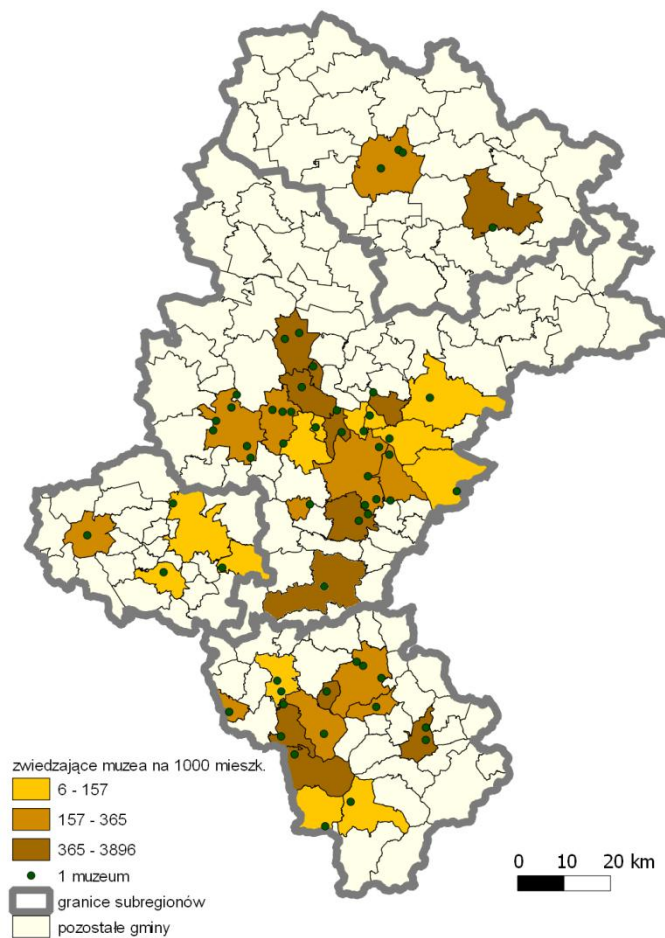 zwiedzające muzea na 1000 mieszk.
6 - 157
157 - 365
365 - 3896
1 muzeum
granice subregionów
pozostałe gminy
0 10 20 km